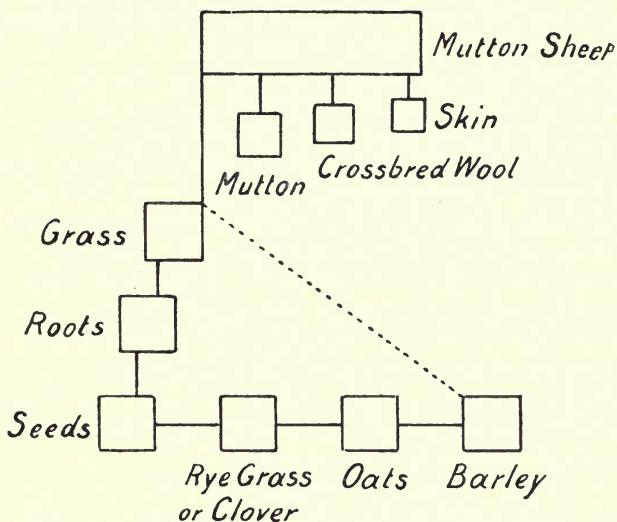 Mutton Sheep
Skin
Crossbred Wool
Mutton
Grass
Roots
Seeds
Rye Grass
or Clover
Oats
Barley